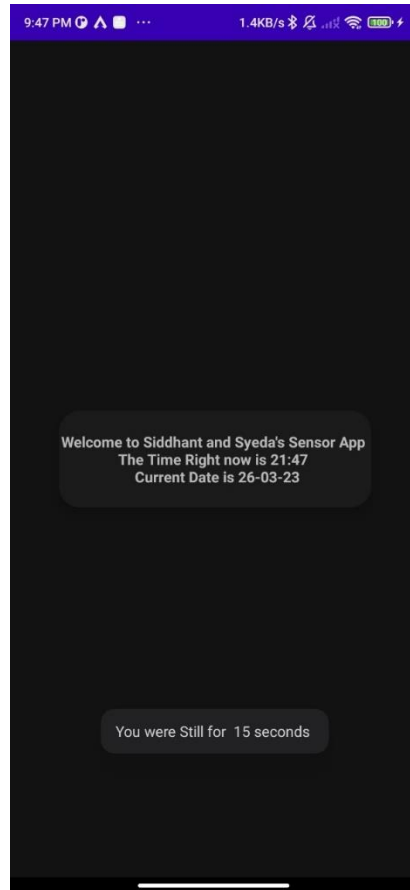 9:47 PM ... 1.4KB/s 100
Welcome to Siddhant and Syeda's Sensor App
The Time Right now is 21:47
Current Date is 26-03-23
You were Still for  15 seconds